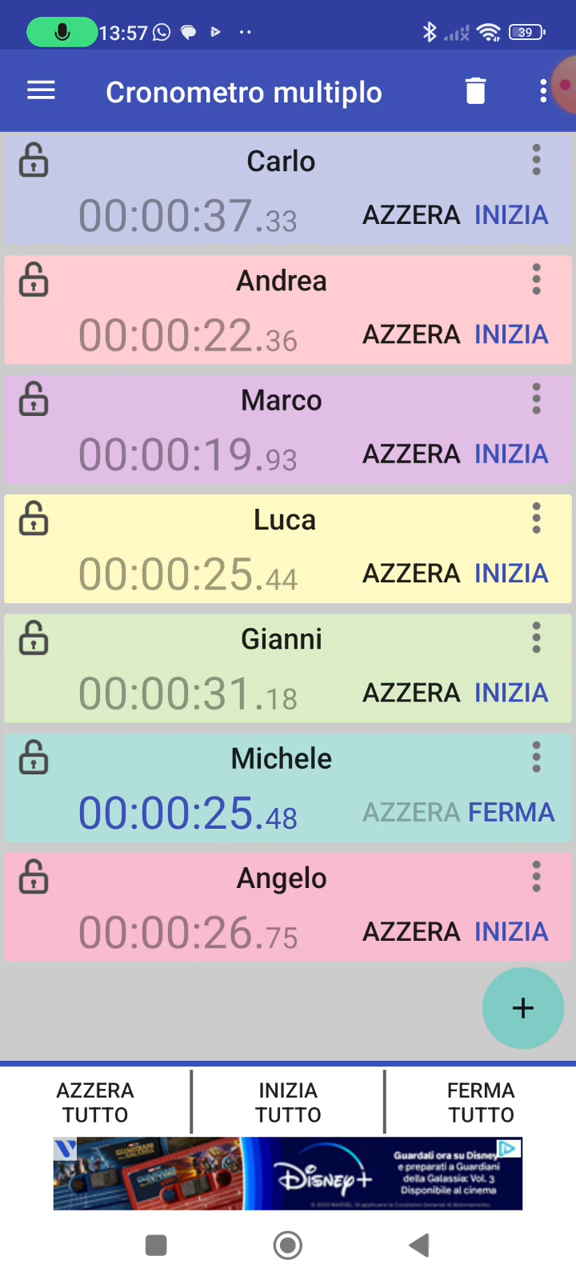 13:57
39
Cronometro multiplo
Carlo
00:00:37.33 AZZERA INIZIA
Andrea
00:00:22.36 AZZERA INIZIA
Marco
00:00:19.93 AZZERA INIZIA
Luca
00:00:25.44 AZZERA INIZIA
Gianni
00:00:31.18 AZZERA INIZIA
Michele
00:00:25.48 AZZERA FERMA
Angelo
00:00:26.75 AZZERA INIZIA
+
AZZERA
TUTTO
INIZIA
TUTTO
FERMA
TUTTO
Disney+
Guardali ora su Disney+
e preparati a Guardiani
della Galassia: Vol. 3
Disponibile al cinema